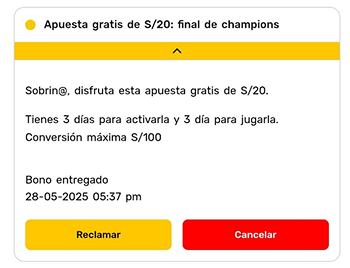 Apuesta gratis de S/20: final de champions
Sobrin@, disfruta esta apuesta gratis de S/20.
Tienes 3 días para activarla y 3 día para jugarla.
Conversión máxima S/100
Bono entregado
28-05-2025 05:37 pm
Reclamar
Cancelar